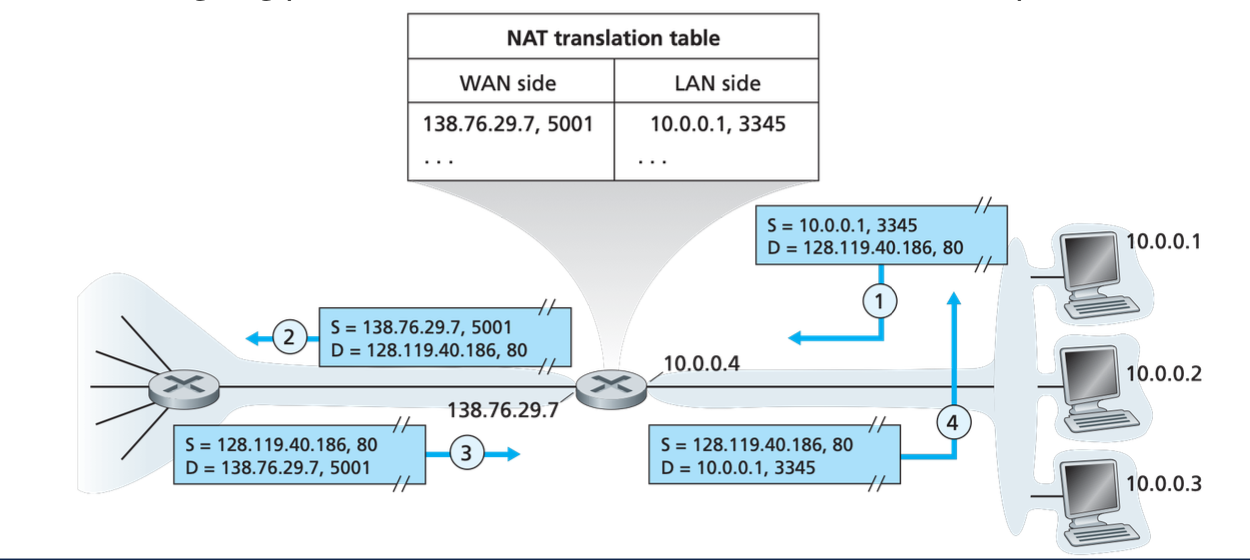 NAT translation table
WAN side LAN side
138.76.29.7, 5001 10.0.0.1, 3345
. . . . . .
S = 10.0.0.1, 3345
D = 128.119.40.186, 80
1
10.0.0.1
2
S = 138.76.29.7, 5001
D = 128.119.40.186, 80
10.0.0.4
10.0.0.2
138.76.29.7
S = 128.119.40.186, 80
D = 138.76.29.7, 5001
3
S = 128.119.40.186, 80
D = 10.0.0.1, 3345
4
10.0.0.3